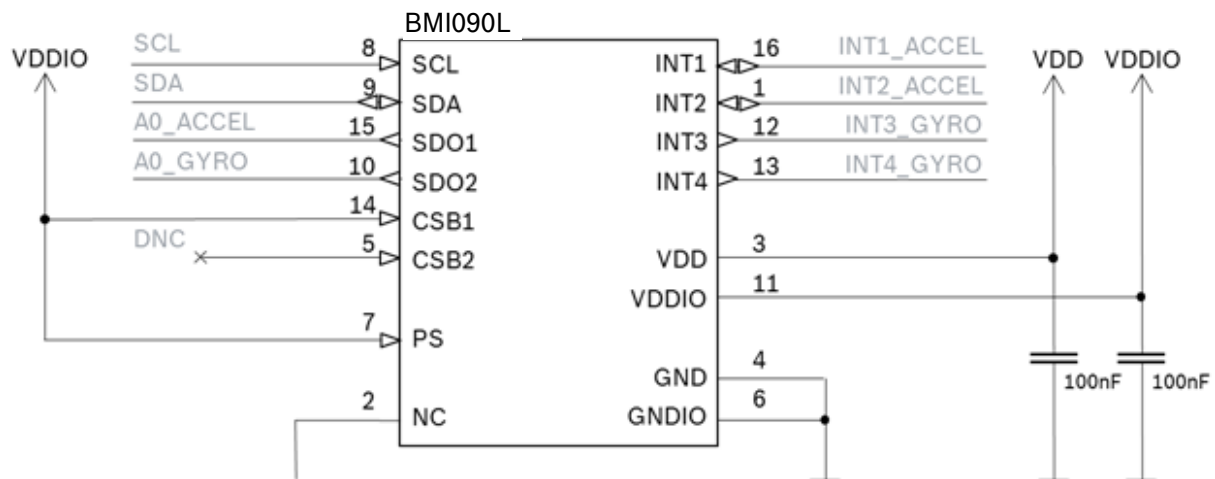 BMI090L
VDDIO
SCL
8
SCL
SDA
9
SDA
A0_ACCEL
15
SDO1
A0_GYRO
10
SDO2
14
CSB1
DNC
5
CSB2
7
PS
2
NC
INT1
16
INT1_ACCEL
INT2
1
INT2_ACCEL
INT3
12
INT3_GYRO
INT4
13
INT4_GYRO
VDD
3
VDDIO
11
GND
4
GNDIO
6
VDD
VDDIO
100nF
100nF